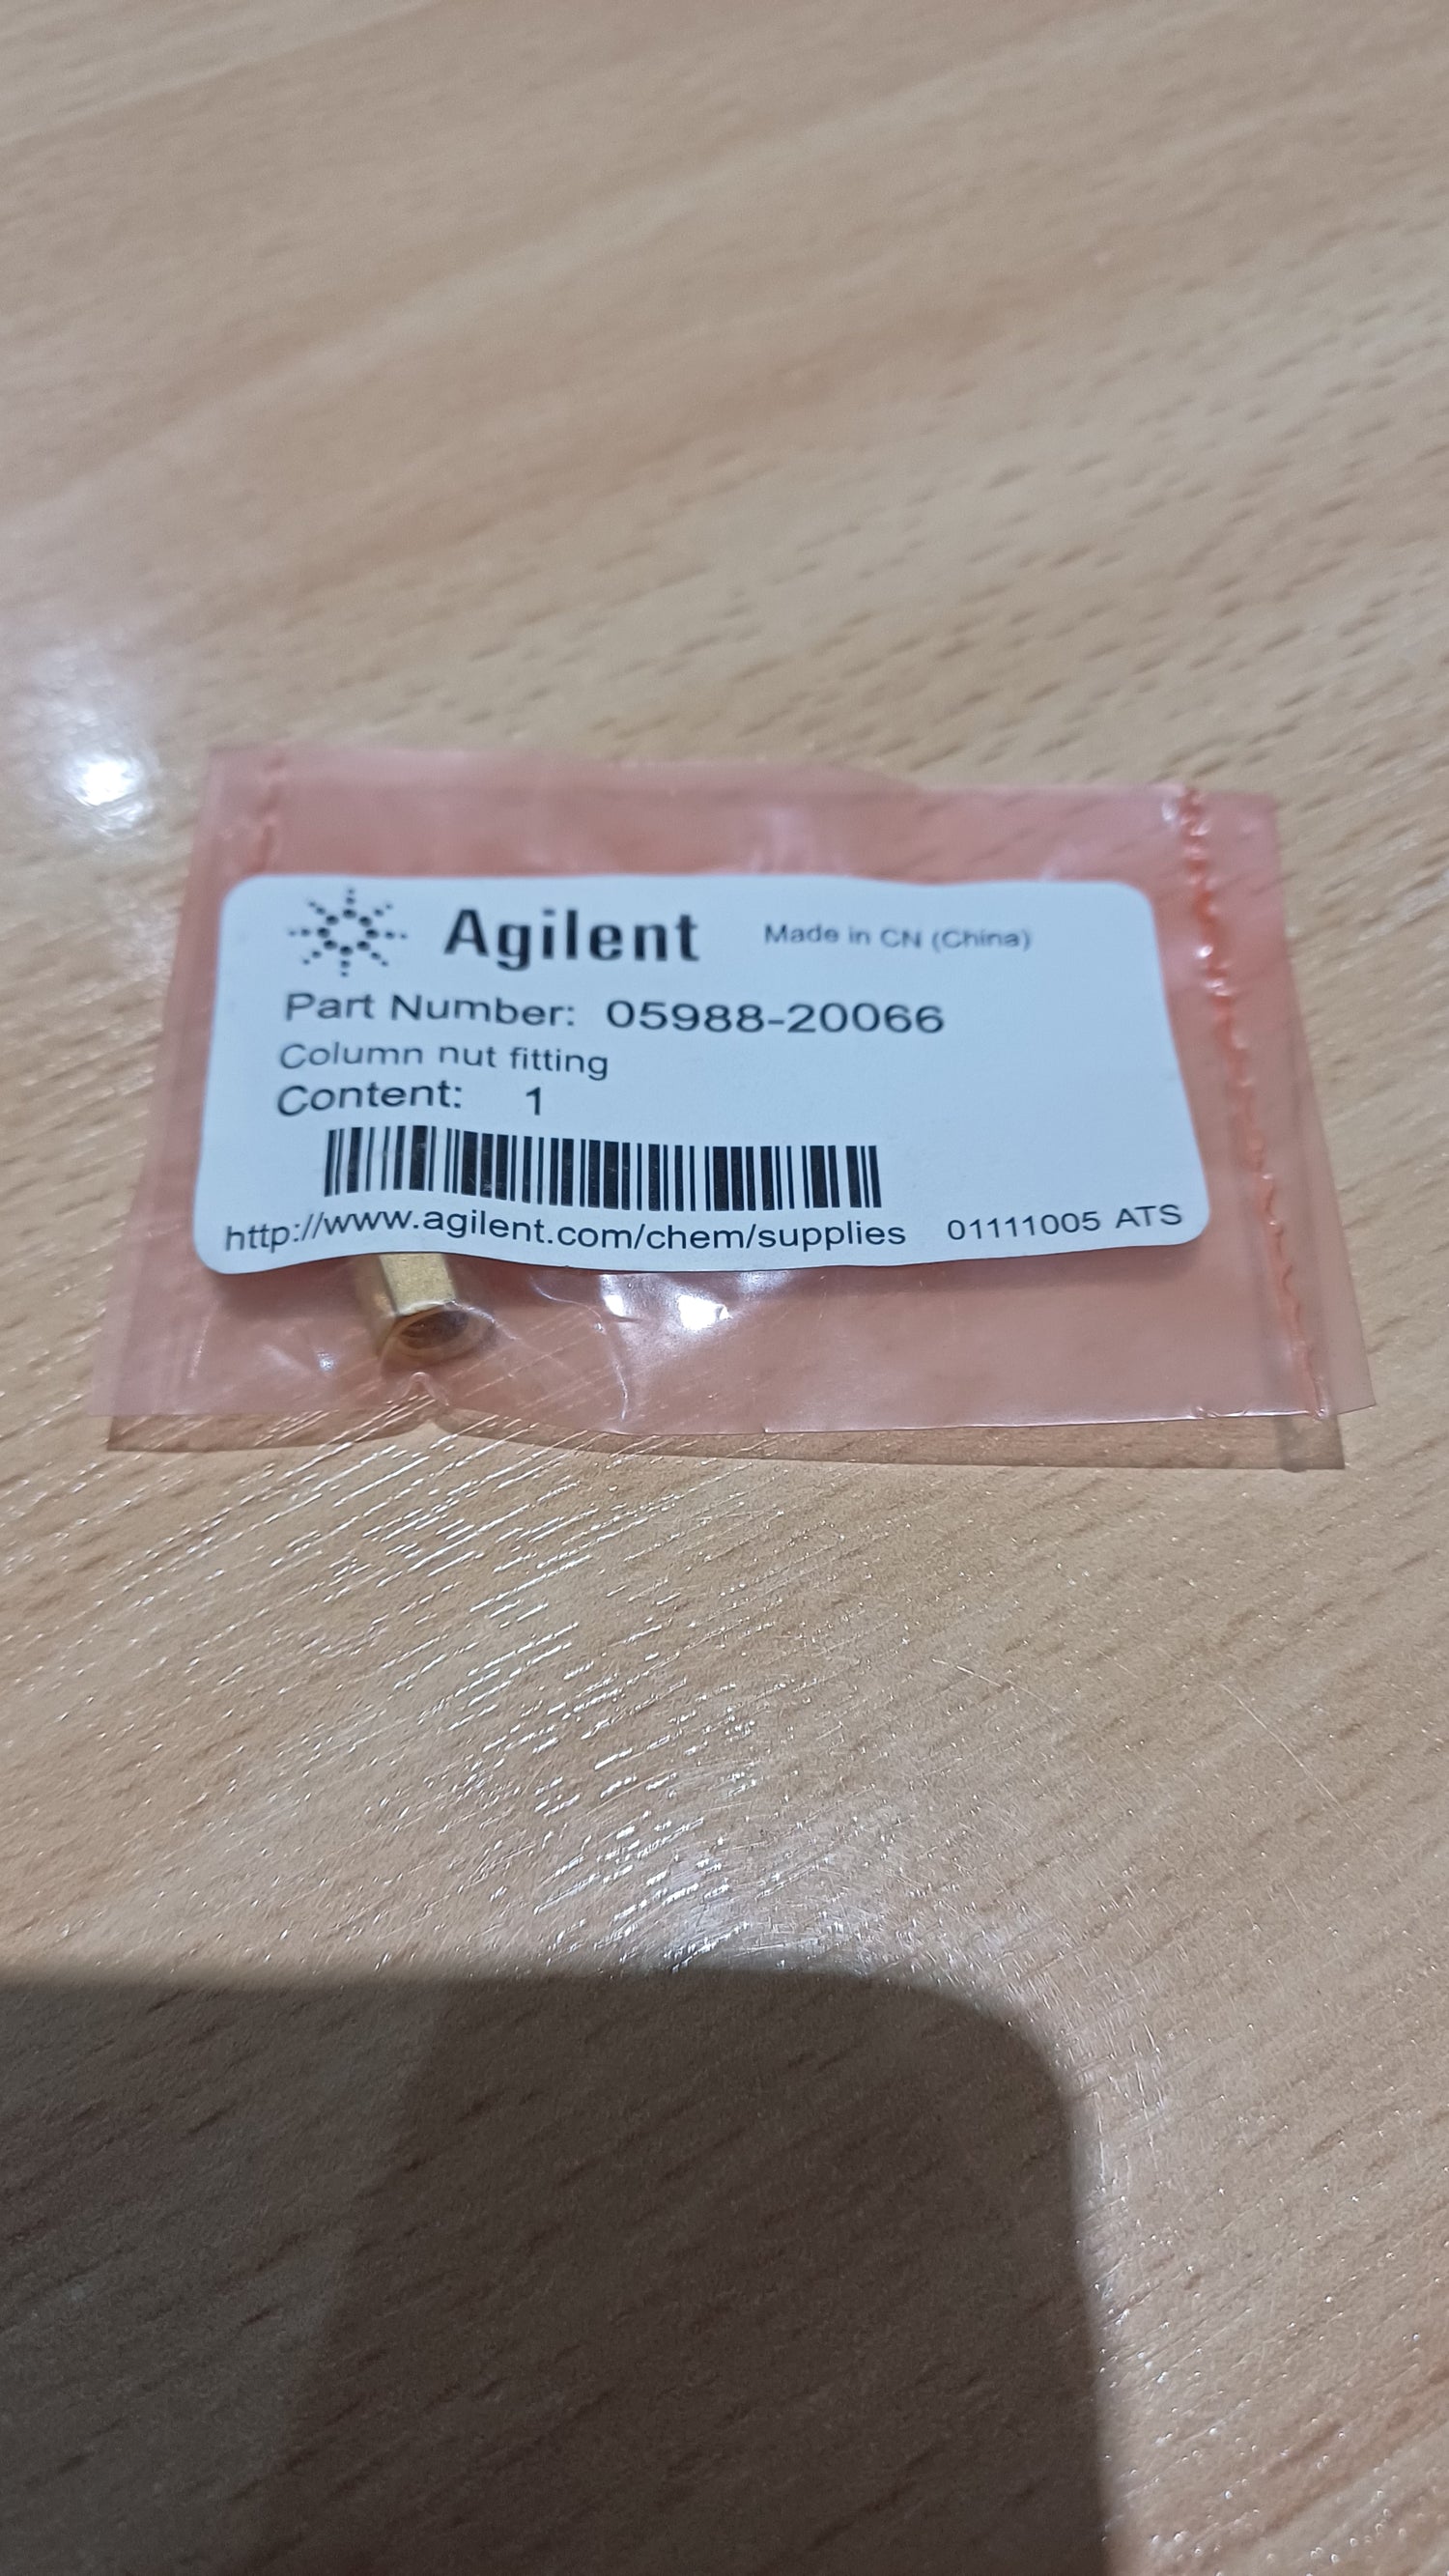 Agilent Made in CN (China)
Part Number: 05988-20066
Column nut fitting
Content: 1
http://www.agilent.com/chem/supplies 01111005 ATS